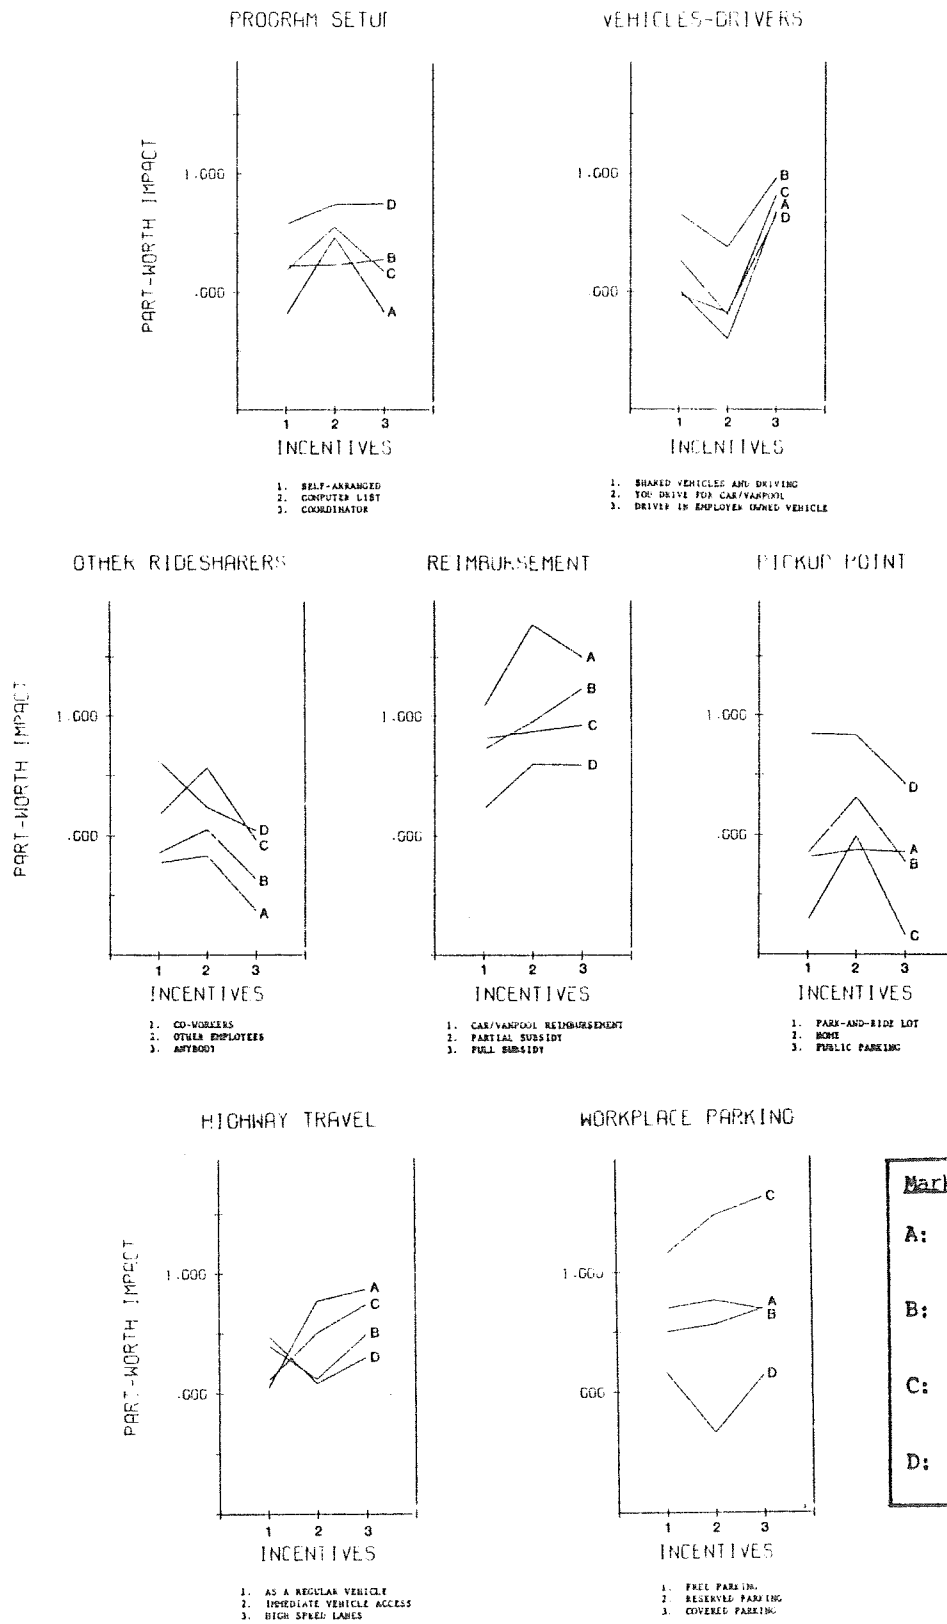 PROGRAM SETUP
PART-WORTH IMPACT
1.000
.000
D
B
C
A
1 2 3
INCENTIVES
1. SELF-ARRANGED
2. COMPUTER LIST
3. COORDINATOR
VEHICLES-DRIVERS
1.000
.000
B
C
A
D
1 2 3
INCENTIVES
1. SHARED VEHICLES AND DRIVING
2. YOU DRIVE FOR CAR/VANPOOL
3. DRIVER IN EMPLOYER OWNED VEHICLE
OTHER RIDESHARERS
PART-WORTH IMPACT
1.000
.000
D
C
B
A
1 2 3
INCENTIVES
1. CO-WORKERS
2. OTHER EMPLOYEES
3. ANYBODY
REIMBURSEMENT
1.000
.000
A
B
C
D
1 2 3
INCENTIVES
1. CAR/VANPOOL REIMBURSEMENT
2. PARTIAL SUBSIDY
3. FULL SUBSIDY
PICKUP POINT
1.000
.000
D
A
B
C
1 2 3
INCENTIVES
1. PARK-AND-RIDE LOT
2. HOME
3. PUBLIC PARKING
HIGHWAY TRAVEL
PART-WORTH IMPACT
1.000
.000
A
C
B
D
1 2 3
INCENTIVES
1. AS A REGULAR VEHICLE
2. IMMEDIATE VEHICLE ACCESS
3. HIGH SPEED LANES
WORKPLACE PARKING
1.000
.000
C
A
B
D
1 2 3
INCENTIVES
1. FREE PARKING
2. RESERVED PARKING
3. COVERED PARKING
Mar
A:
B:
C:
D: